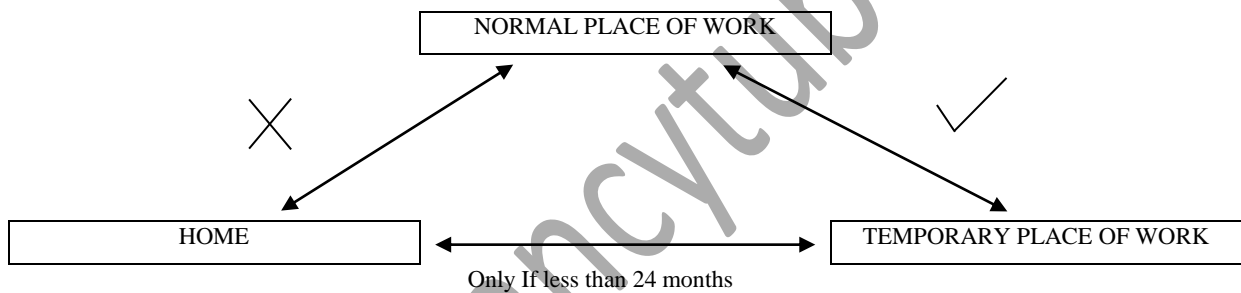 NORMAL PLACE OF WORK
HOME
TEMPORARY PLACE OF WORK
Only If less than 24 months